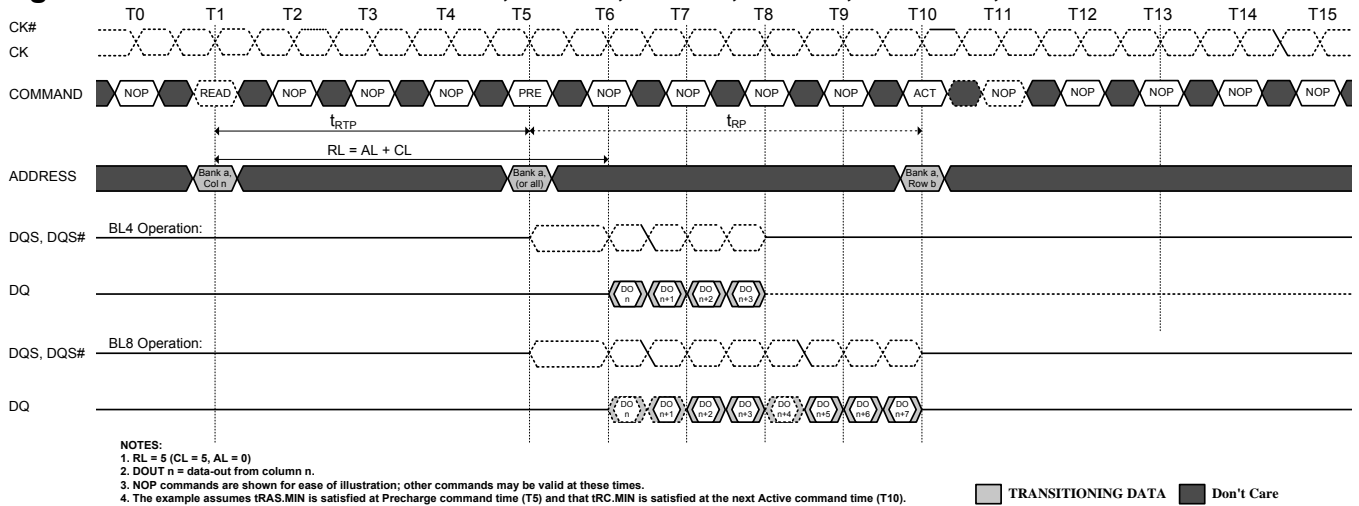 T0 T1 T2 T3 T4 T5 T6 T7 T8 T9 T10 T11 T12 T13 T14 T15
CK#
CK
COMMAND NOP READ NOP NOP NOP PRE NOP NOP NOP NOP ACT NOP NOP NOP NOP NOP
tRTP tRP
RL = AL + CL
ADDRESS Bank a, Col n Bank a, (or all) Bank a, Row b
BL4 Operation:
DQS, DQS#
DQ DO n DO n+1 DO n+2 DO n+3
BL8 Operation:
DQS, DQS#
DQ DO n DO n+1 DO n+2 DO n+3 DO n+4 DO n+5 DO n+6 DO n+7
NOTES:
1. RL = 5 (CL = 5, AL = 0)
2. DOUT n = data-out from column n.
3. NOP commands are shown for ease of illustration; other commands may be valid at these times.
4. The example assumes tRAS.MIN is satisfied at Precharge command time (T5) and that tRC.MIN is satisfied at the next Active command time (T10).
TRANSITIONING DATA Don't Care